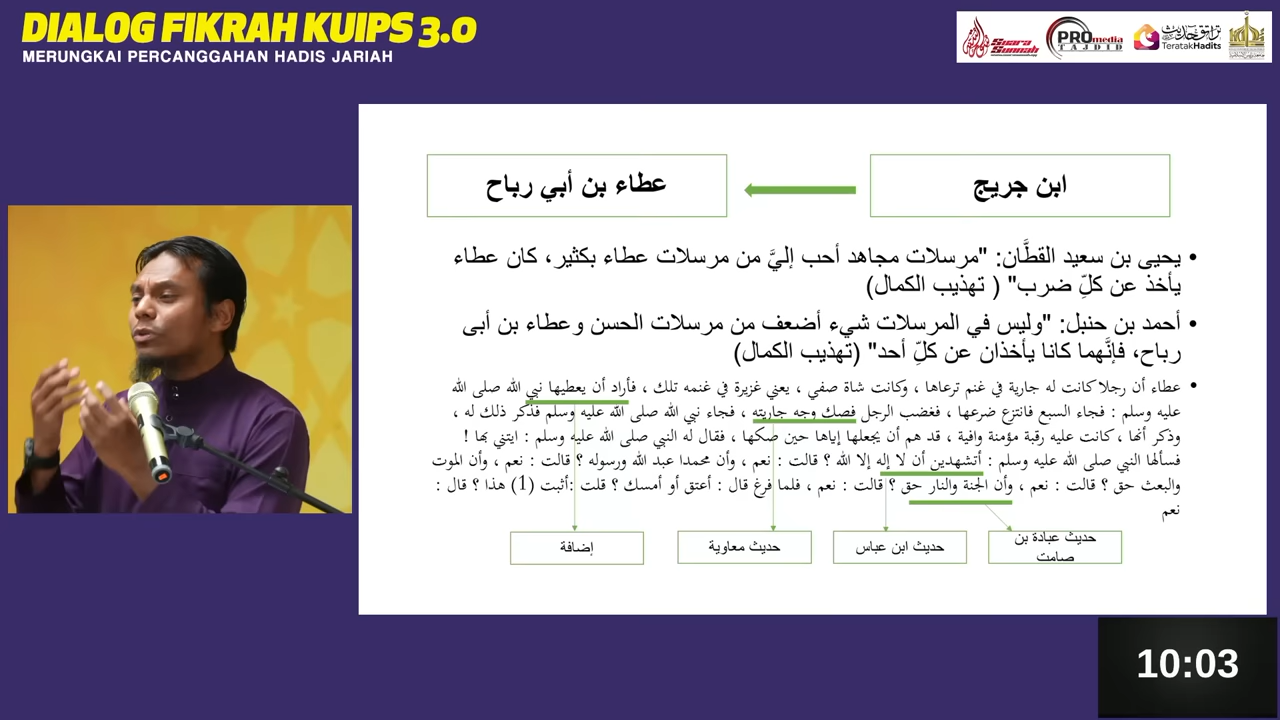 DIALOG FIKRAH KUIPS 3.0
MERUNGKAI PERCANGGAHAN HADIS JARIAH
Suara Sunnah
PROmedia
TAJDID
TeratakHadits
ابن جريج
عطاء بن أبي رباح
• يحيى بن سعيد القطَّان: "مرسلات مجاهد أحب إليَّ من مرسلات عطاء بكثير، كان عطاء
يأخذ عن كلِّ ضرب" ( تهذيب الكمال)
• أحمد بن حنبل: "وليس في المرسلات شيء أضعف من مرسلات الحسن وعطاء بن أبى
رباح، فإنَّهما كانا يأخذان عن كلِّ أحد" (تهذيب الكمال)
• عطاء أن رجلا كانت له جارية في غنم ترعاها ، وكانت شاة صفي ، يعني غزيرة في غنمه تلك ، فأراد أن يعطيها نبي الله صلى الله
عليه وسلم : فجاء السبع فانتزع ضرعها ، فغضب الرجل فصك وجه جاريته ، فجاء نبي الله صلى الله عليه وسلم فذكر ذلك له ،
وذكر أنها ، كانت عليه رقبة مؤمنة وافية ، قد هم أن يجعلها إياها حين صكها ، فقال له النبي صلى الله عليه وسلم : ايتني بها !
فسألها النبي صلى الله عليه وسلم : أتشهدين أن لا إله إلا الله ؟ قالت : نعم ، وأن محمدا عبد الله ورسوله ؟ قالت : نعم ، وأن الموت
والبعث حق ؟ قالت : نعم ، وأن الجنة والنار حق ؟ قالت : نعم ، فلما فرغ قال : أعتق أو أمسك ؟ قلت :أثبت (1) هذا ؟ قال :
نعم
حديث عبادة بن
صامت
حديث ابن عباس
حديث معاوية
إضافة
10:03